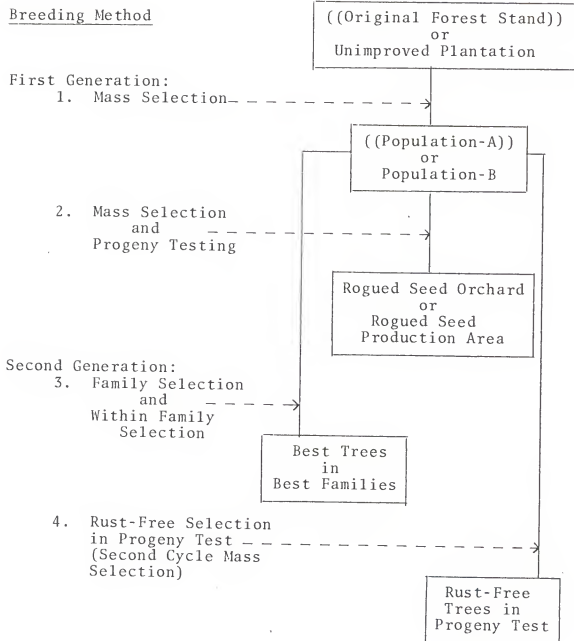 Breeding Method
((Original Forest Stand))
or
Unimproved Plantation
First Generation:
1. Mass Selection
((Population-A))
or
Population-B
2. Mass Selection
and
Progeny Testing
Rogued Seed Orchard
or
Rogued Seed
Production Area
Second Generation:
3. Family Selection
and
Within Family
Selection
Best Trees
in
Best Families
4. Rust-Free Selection
in Progeny Test
(Second Cycle Mass
Selection)
Rust-Free
Trees in
Progeny Test